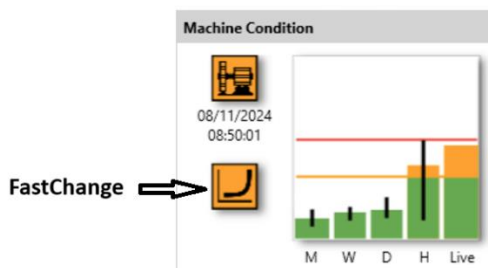 Machine Condition
08/11/2024
08:50:01
FastChange
M W D H Live